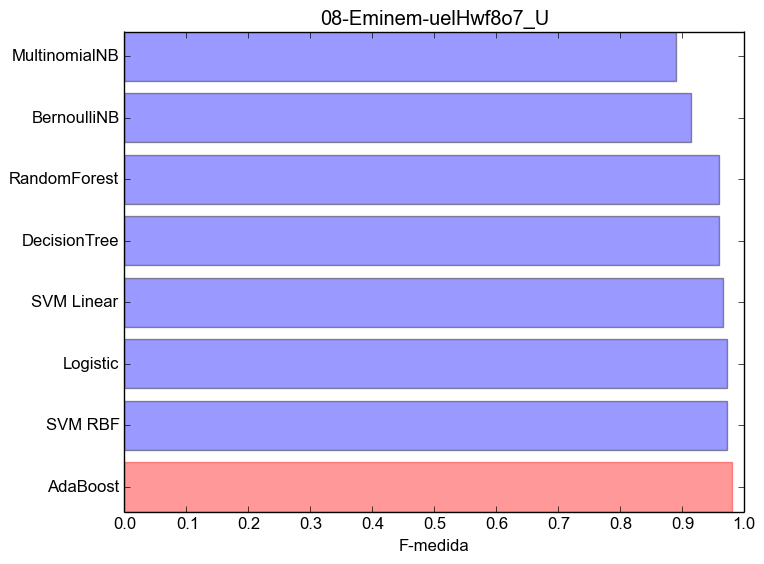 08-Eminem-uelHwf8o7_U
MultinomialNB
BernoulliNB
RandomForest
DecisionTree
SVM Linear
Logistic
SVM RBF
AdaBoost
0.0 0.1 0.2 0.3 0.4 0.5 0.6 0.7 0.8 0.9 1.0
F-medida